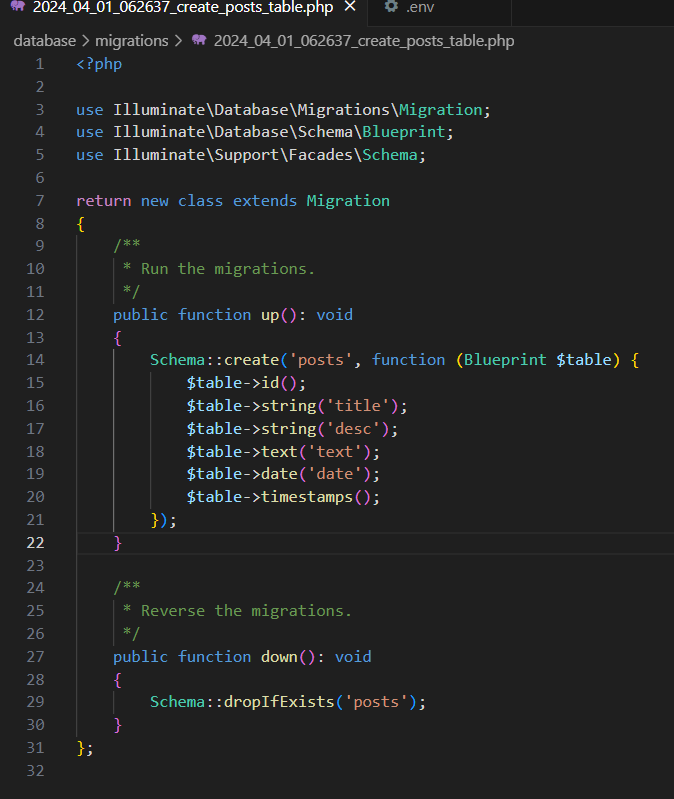 2024_04_01_062637_create_posts_table.php × .env
database > migrations > 2024_04_01_062637_create_posts_table.php
1 <?php
2
3 use Illuminate\Database\Migrations\Migration;
4 use Illuminate\Database\Schema\Blueprint;
5 use Illuminate\Support\Facades\Schema;
6
7 return new class extends Migration
8 {
9     /**
10      * Run the migrations.
11      */
12     public function up(): void
13     {
14         Schema::create('posts', function (Blueprint $table) {
15             $table->id();
16             $table->string('title');
17             $table->string('desc');
18             $table->text('text');
19             $table->date('date');
20             $table->timestamps();
21         });
22     }
23
24     /**
25      * Reverse the migrations.
26      */
27     public function down(): void
28     {
29         Schema::dropIfExists('posts');
30     }
31 };
32